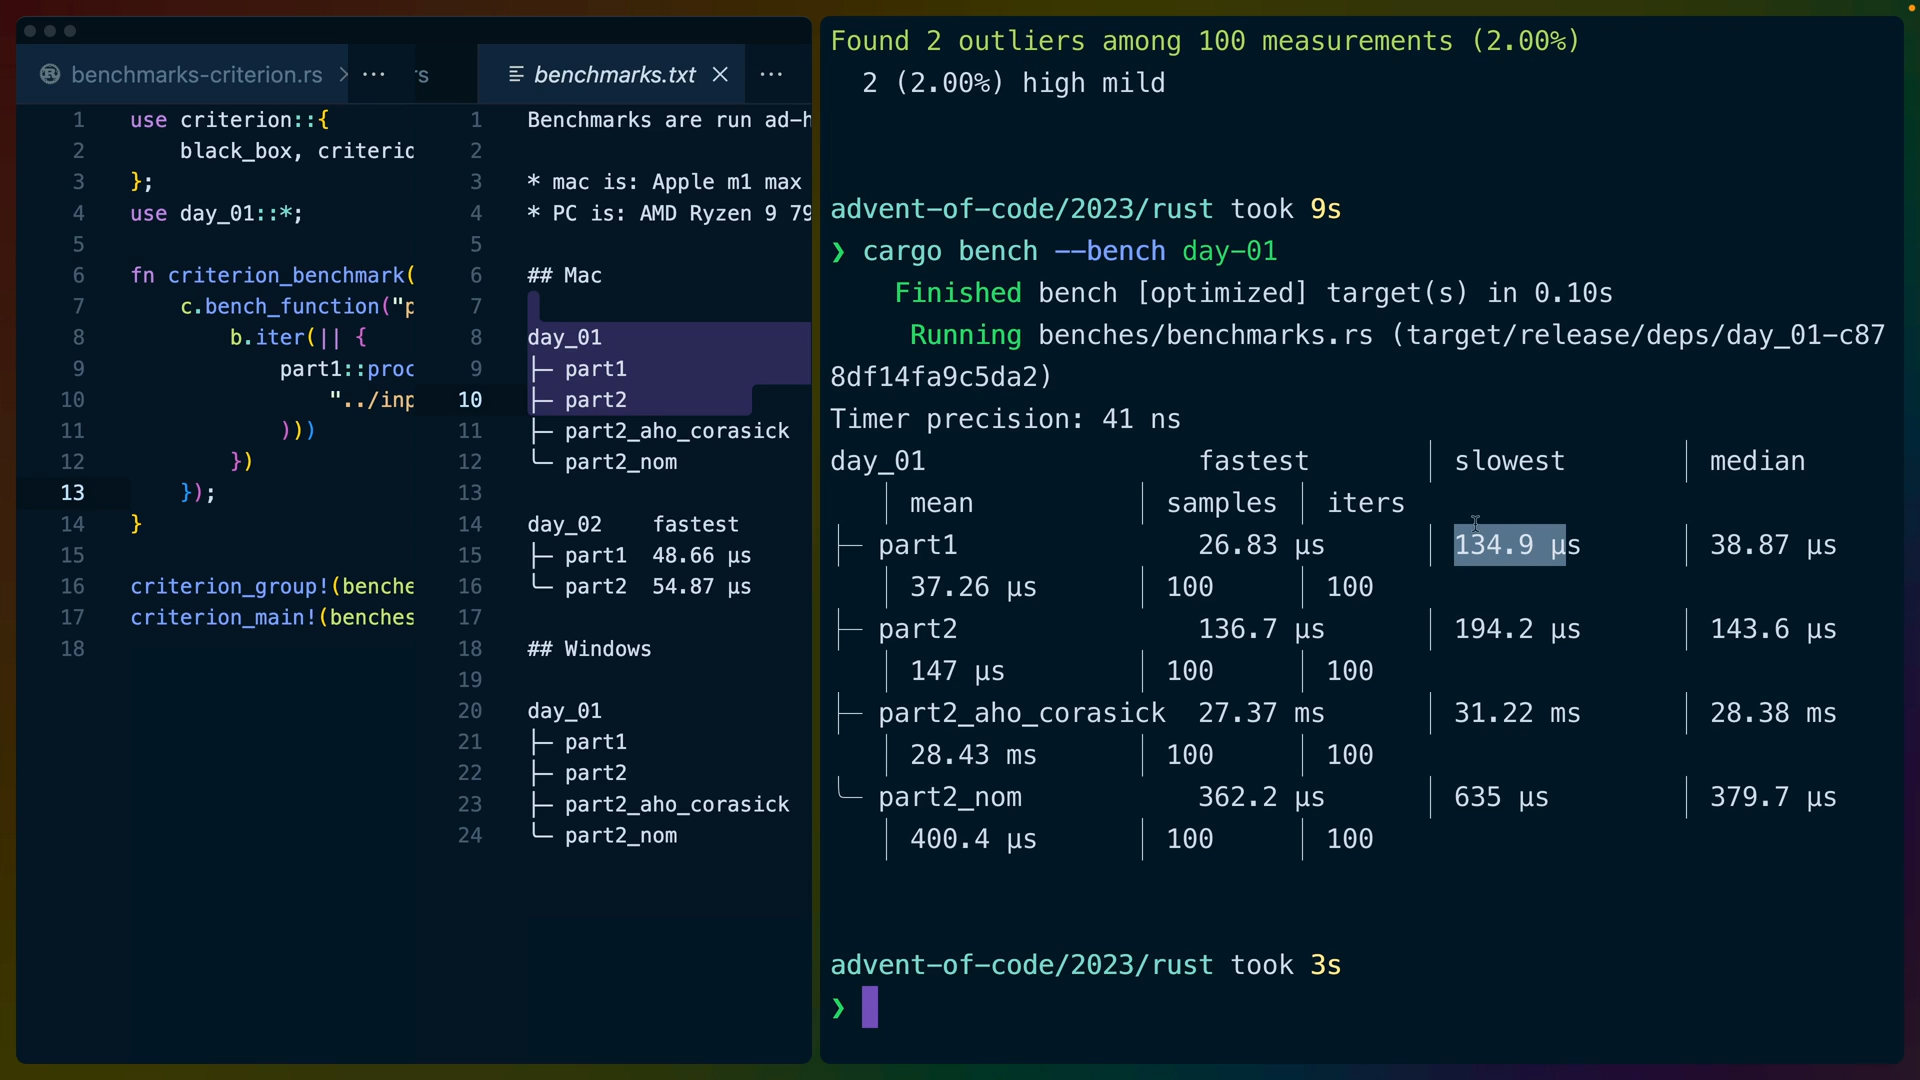 benchmarks-criterion.rs > ...
use criterion::{
black_box, criterio
};
use day_01::*;
fn criterion_benchmark(
c.bench_function("p
b.iter(|| {
part1::proc
"../inp
)))
})
});
}
criterion_group!(benche
criterion_main!(benches
1
2
3
4
5
6
7
8
9
10
11
12
13
14
15
16
17
18
rs
benchmarks.txt × ...
1 Benchmarks are run ad-h
2
3 * mac is: Apple m1 max
4 * PC is: AMD Ryzen 9 79
5
6 ## Mac
7
8 day_01
9 ├─ part1
10 ├─ part2
11 ├─ part2_aho_corasick
12 ╰─ part2_nom
13
14 day_02 fastest
15 ├─ part1 48.66 µs
16 ╰─ part2 54.87 µs
17
18 ## Windows
19
20 day_01
21 ├─ part1
22 ├─ part2
23 ├─ part2_aho_corasick
24 ╰─ part2_nom
Found 2 outliers among 100 measurements (2.00%)
2 (2.00%) high mild
advent-of-code/2023/rust took 9s
❯ cargo bench --bench day-01
Finished bench [optimized] target(s) in 0.10s
Running benches/benchmarks.rs (target/release/deps/day_01-c87
8df14fa9c5da2)
Timer precision: 41 ns
day_01 fastest │ slowest │ median
│ mean │ samples │ iters
├─ part1 26.83 µs │ 134.9 µs │ 38.87 µs
│ 37.26 µs │ 100 │ 100
├─ part2 136.7 µs │ 194.2 µs │ 143.6 µs
│ 147 µs │ 100 │ 100
├─ part2_aho_corasick 27.37 ms │ 31.22 ms │ 28.38 ms
│ 28.43 ms │ 100 │ 100
╰─ part2_nom 362.2 µs │ 635 µs │ 379.7 µs
│ 400.4 µs │ 100 │ 100
advent-of-code/2023/rust took 3s
❯